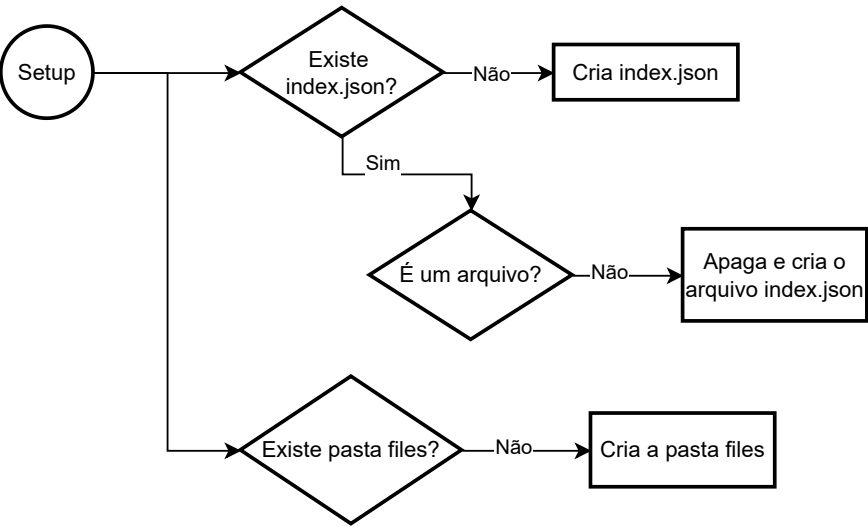 Setup
Existe
index.json?
Não
Cria index.json
Sim
É um arquivo?
Não
Apaga e cria o
arquivo index.json
Existe pasta files?
Não
Cria a pasta files